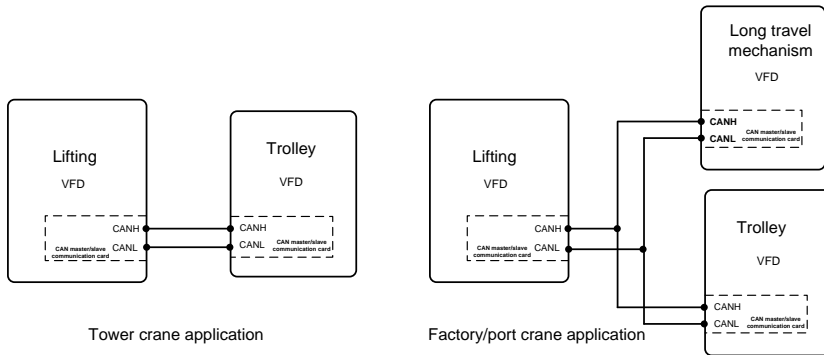 Lifting
VFD
CANH
CANL
CAN master/slave
communication card
Trolley
VFD
CANH
CANL
CAN master/slave
communication card
Tower crane application
Lifting
VFD
CANH
CANL
CAN master/slave
communication card
Long travel
mechanism
VFD
CANH
CANL
CAN master/slave
communication card
Trolley
VFD
CANH
CANL
CAN master/slave
communication card
Factory/port crane application